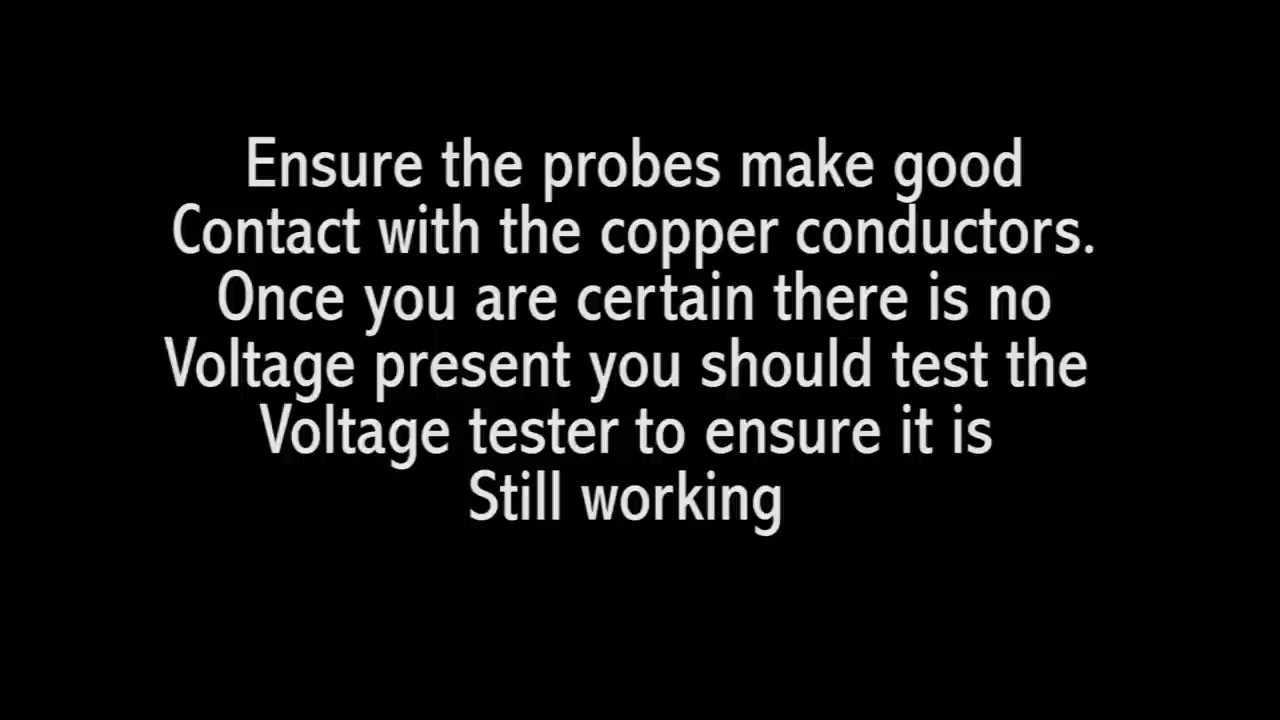 Ensure the probes make good
Contact with the copper conductors.
Once you are certain there is no
Voltage present you should test the
Voltage tester to ensure it is
Still working